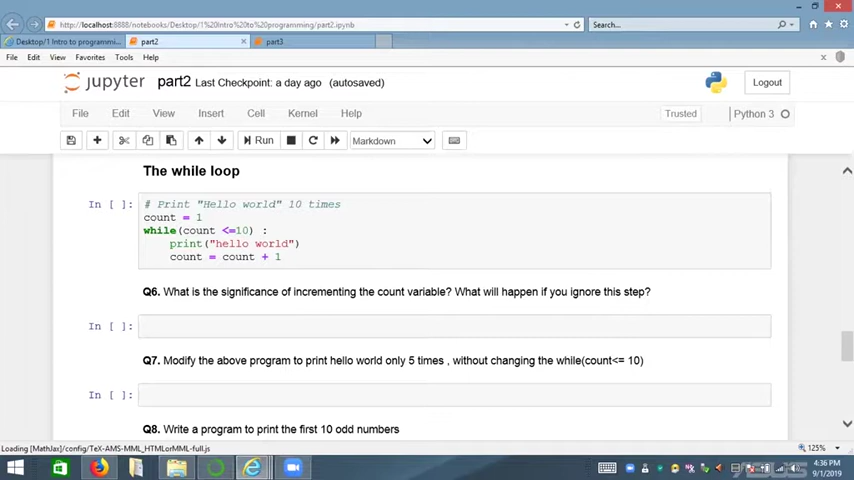 http://localhost:8888/notebooks/Desktop/1%20Intro%20to%20programming/part2.ipynb
Search...
Desktop/1 Intro to programmi...
part2
part3
File Edit View Favorites Tools Help
jupyter part2 Last Checkpoint: a day ago (autosaved)
Logout
File Edit View Insert Cell Kernel Help
Trusted
Python 3
Run
Markdown
The while loop
In [ ]:
# Print "Hello world" 10 times
count = 1
while(count <=10) :
print("hello world")
count = count + 1
Q6. What is the significance of incrementing the count variable? What will happen if you ignore this step?
In [ ]:
Q7. Modify the above program to print hello world only 5 times , without changing the while(count<= 10)
In [ ]:
Q8. Write a program to print the first 10 odd numbers
Loading [MathJax]/config/TeX-AMS-MML_HTMLorMML-full.js
125%
4:36 PM
9/1/2019